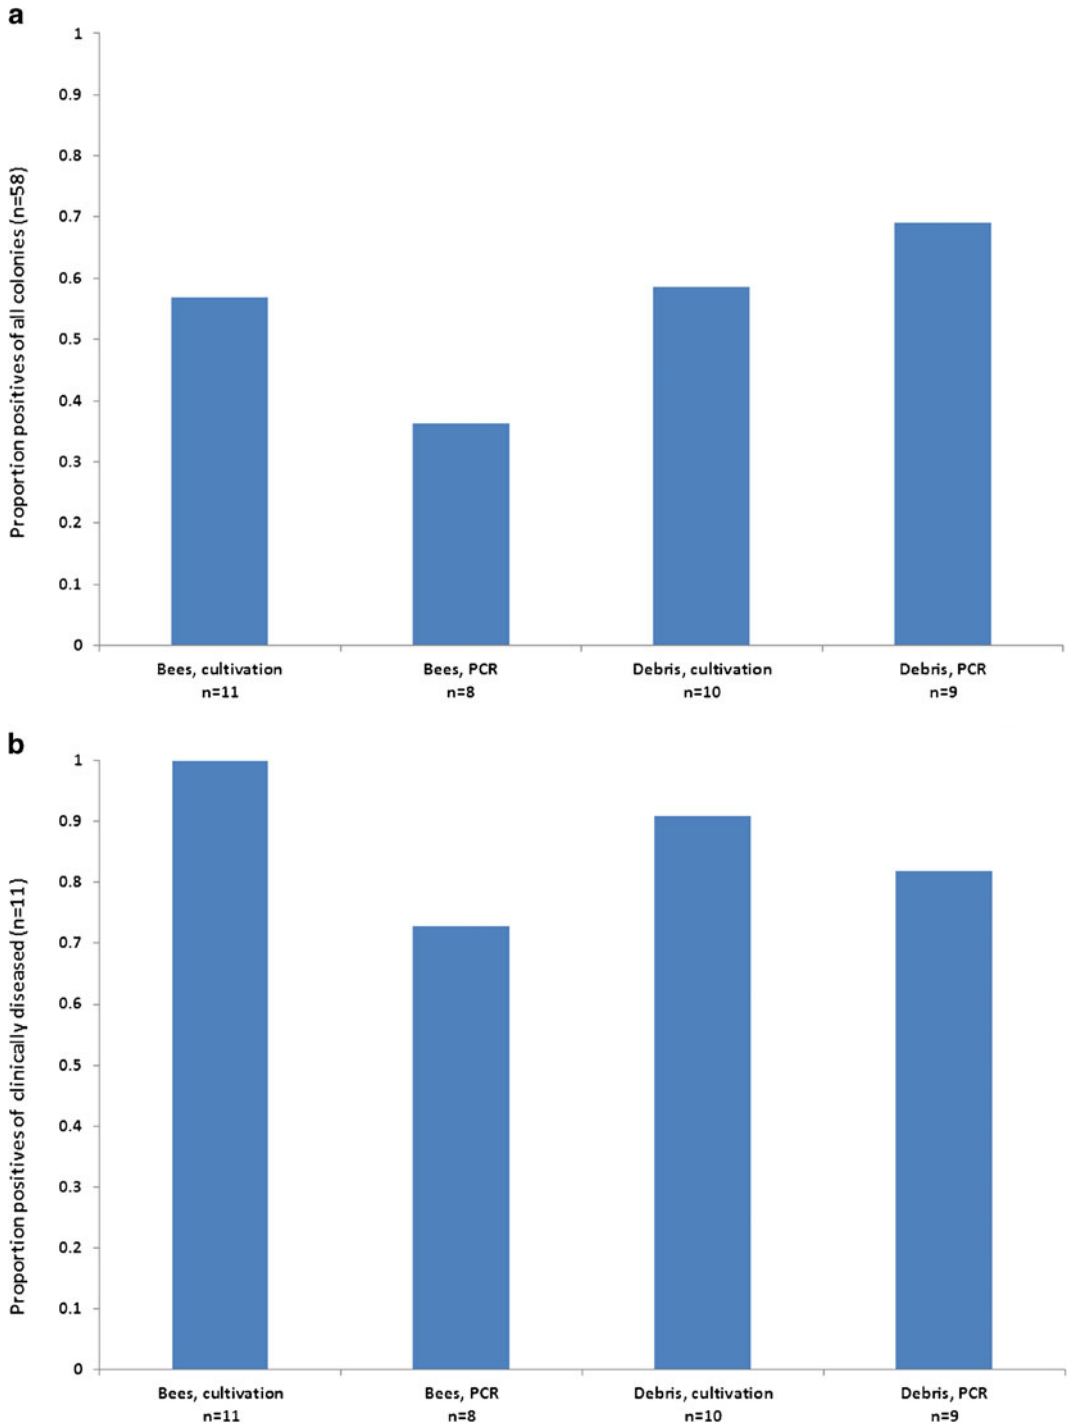 a
Proportion positives of all colonies (n=58)
1
0.9
0.8
0.7
0.6
0.5
0.4
0.3
0.2
0.1
0
Bees, cultivation
n=11
Bees, PCR
n=8
Debris, cultivation
n=10
Debris, PCR
n=9
b
Proportion positives of clinically diseased (n=11)
1
0.9
0.8
0.7
0.6
0.5
0.4
0.3
0.2
0.1
0
Bees, cultivation
n=11
Bees, PCR
n=8
Debris, cultivation
n=10
Debris, PCR
n=9